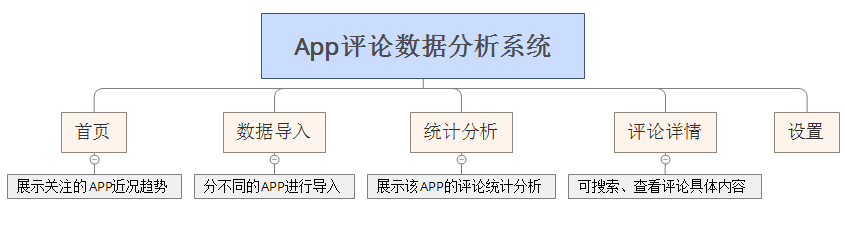 App评论数据分析系统
首页
数据导入
统计分析
评论详情
设置
展示关注的APP近况趋势
分不同的APP进行导入
展示该APP的评论统计分析
可搜索、查看评论具体内容